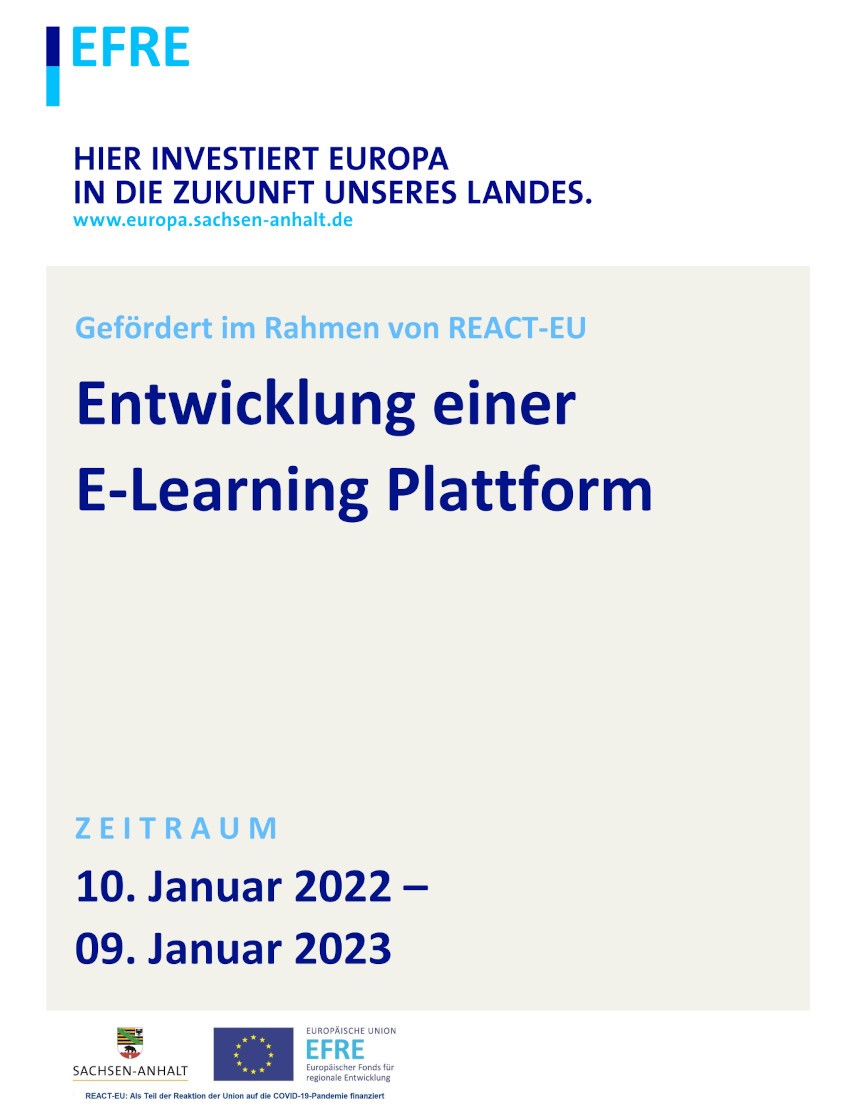 EFRE
HIER INVESTIERT EUROPA
IN DIE ZUKUNFT UNSERES LANDES.
www.europa.sachsen-anhalt.de
Gefördert im Rahmen von REACT-EU
Entwicklung einer
E-Learning Plattform
ZEITRAUM
10. Januar 2022 –
09. Januar 2023
SACHSEN-ANHALT
EUROPÄISCHE UNION
EFRE
Europäischer Fonds für
regionale Entwicklung
REACT-EU: Als Teil der Reaktion der Union auf die COVID-19-Pandemie finanziert